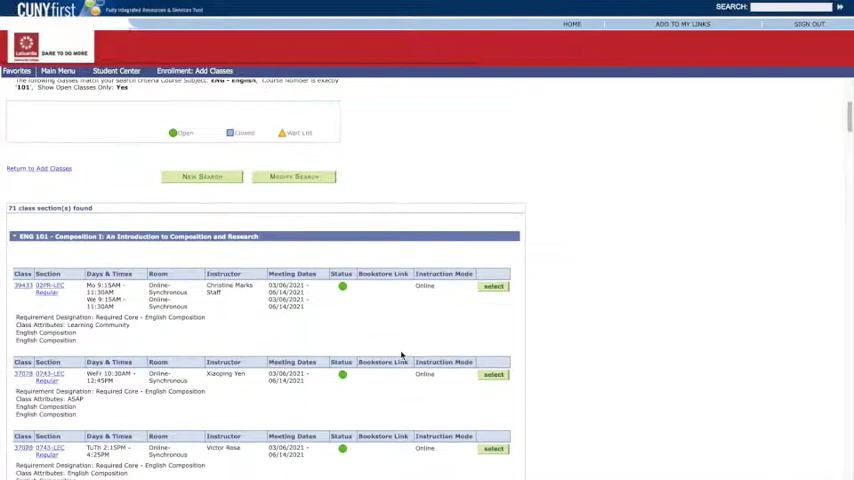 CUNYfirst Fully Integrated Resources & Services Tool SEARCH:
HOME ADD TO MY LINKS SIGN OUT
LaGuardia DARE TO DO MORE
Favorites Main Menu Student Center Enrollment: Add Classes
The following classes match your search criteria Course Subject: ENG - English, Course Number is exactly
'101', Show Open Classes Only: Yes
Open Closed Wait List
Return to Add Classes NEW SEARCH MODIFY SEARCH
71 class section(s) found
ENG 101 - Composition I: An Introduction to Composition and Research
Class Section Days & Times Room Instructor Meeting Dates Status Bookstore Link Instruction Mode
39433 02PR-LEC Mo 9:15AM - Online- Christine Marks 03/06/2021 - Online select
Regular 11:30AM Synchronous Staff 06/14/2021
We 9:15AM - Online- 03/06/2021 -
11:30AM Synchronous 06/14/2021
Requirement Designation: Required Core - English Composition
Class Attributes: Learning Community
English Composition
English Composition
Class Section Days & Times Room Instructor Meeting Dates Status Bookstore Link Instruction Mode
37078 0743-LEC WeFr 10:30AM - Online- Xiaoping Yen 03/06/2021 - Online select
Regular 12:45PM Synchronous 06/14/2021
Requirement Designation: Required Core - English Composition
Class Attributes: ASAP
English Composition
English Composition
Class Section Days & Times Room Instructor Meeting Dates Status Bookstore Link Instruction Mode
0743-LEC TuTh 2:15PM - Online- Victor Rosa 03/06/2021 - Online select
Regular 4:25PM Synchronous 06/14/2021
Requirement Designation: Required Core - English Composition
Class Attributes: English Composition